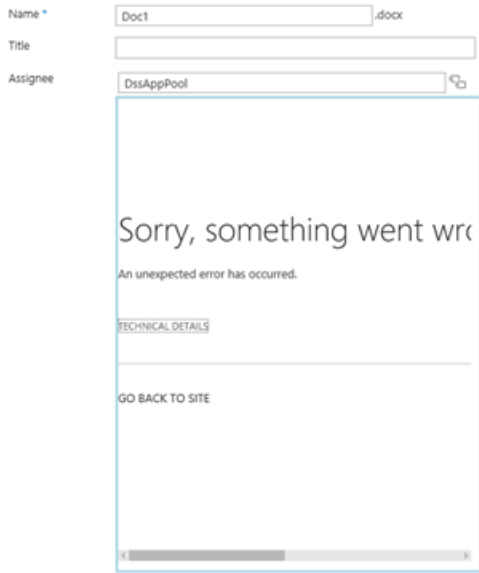 Name *
Doc1
.docx
Title
Assignee
DssAppPool
Sorry, something went wro
An unexpected error has occurred.
TECHNICAL DETAILS
GO BACK TO SITE